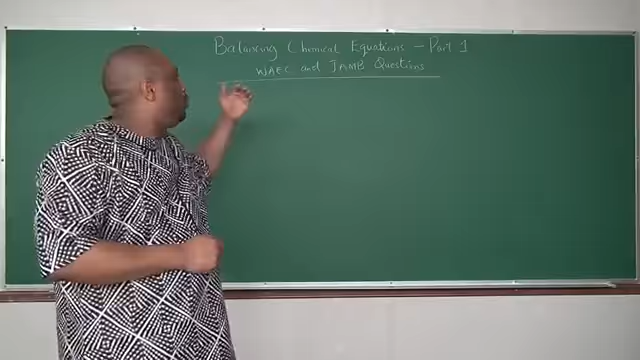 Balancing Chemical Equations - Part 1
WAEC and JAMB Questions